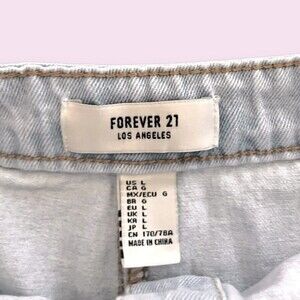 FOREVER 21
LOS ANGELES
US L
CA G
MX/ECU G
BR G
EU L
UK L
KR L
JP L
CN 170/78A
MADE IN CHINA